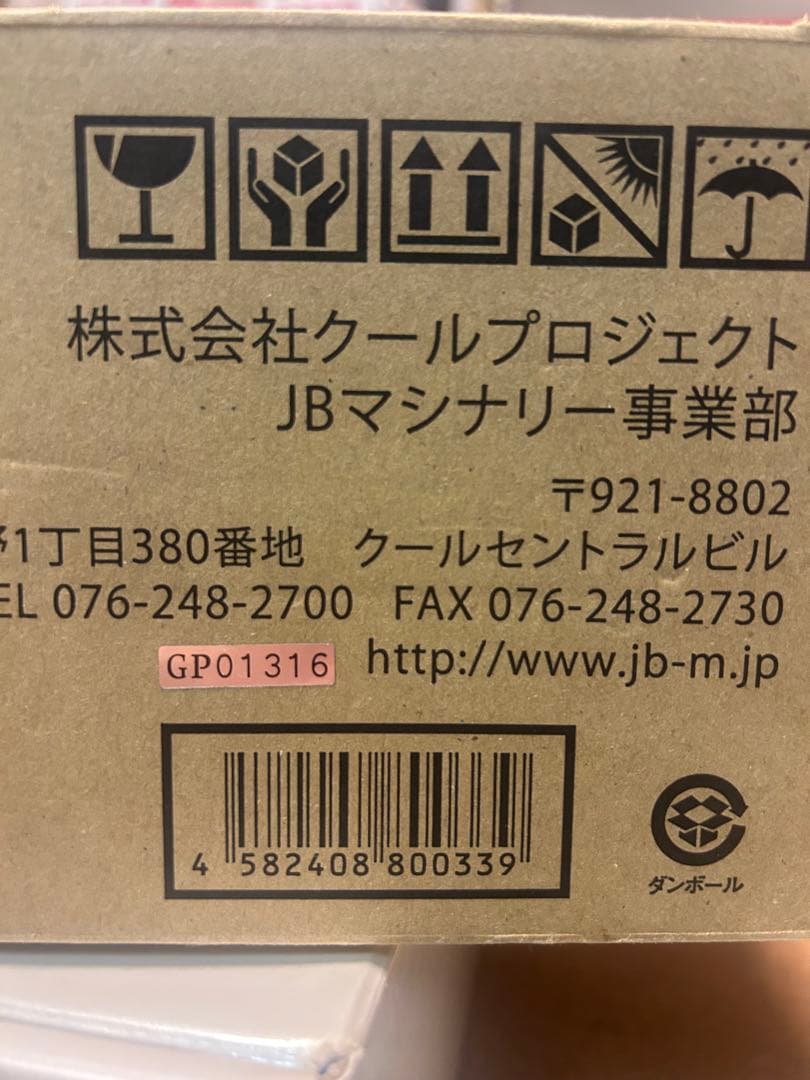 株式会社クールプロジェクト
JBマシナリー事業部
〒921-8802
1丁目380番地 クールセントラルビル
EL 076-248-2700 FAX 076-248-2730
GP01316 http://www.jb-m.jp
4 582408 800339
ダンボール